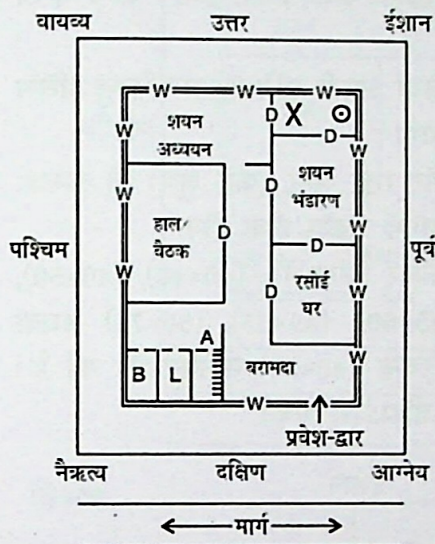 वायव्य उत्तर ईशान
W W W
D X ⊙
W शयन W
अध्ययन D W
शयन
W D भंडारण W
हाल
बैठक D
पश्चिम पूर्व
W D W
D रसोई
घर
A W
B L बरामदा
W
प्रवेश-द्वार
नैऋत्य दक्षिण आग्नेय
मार्ग